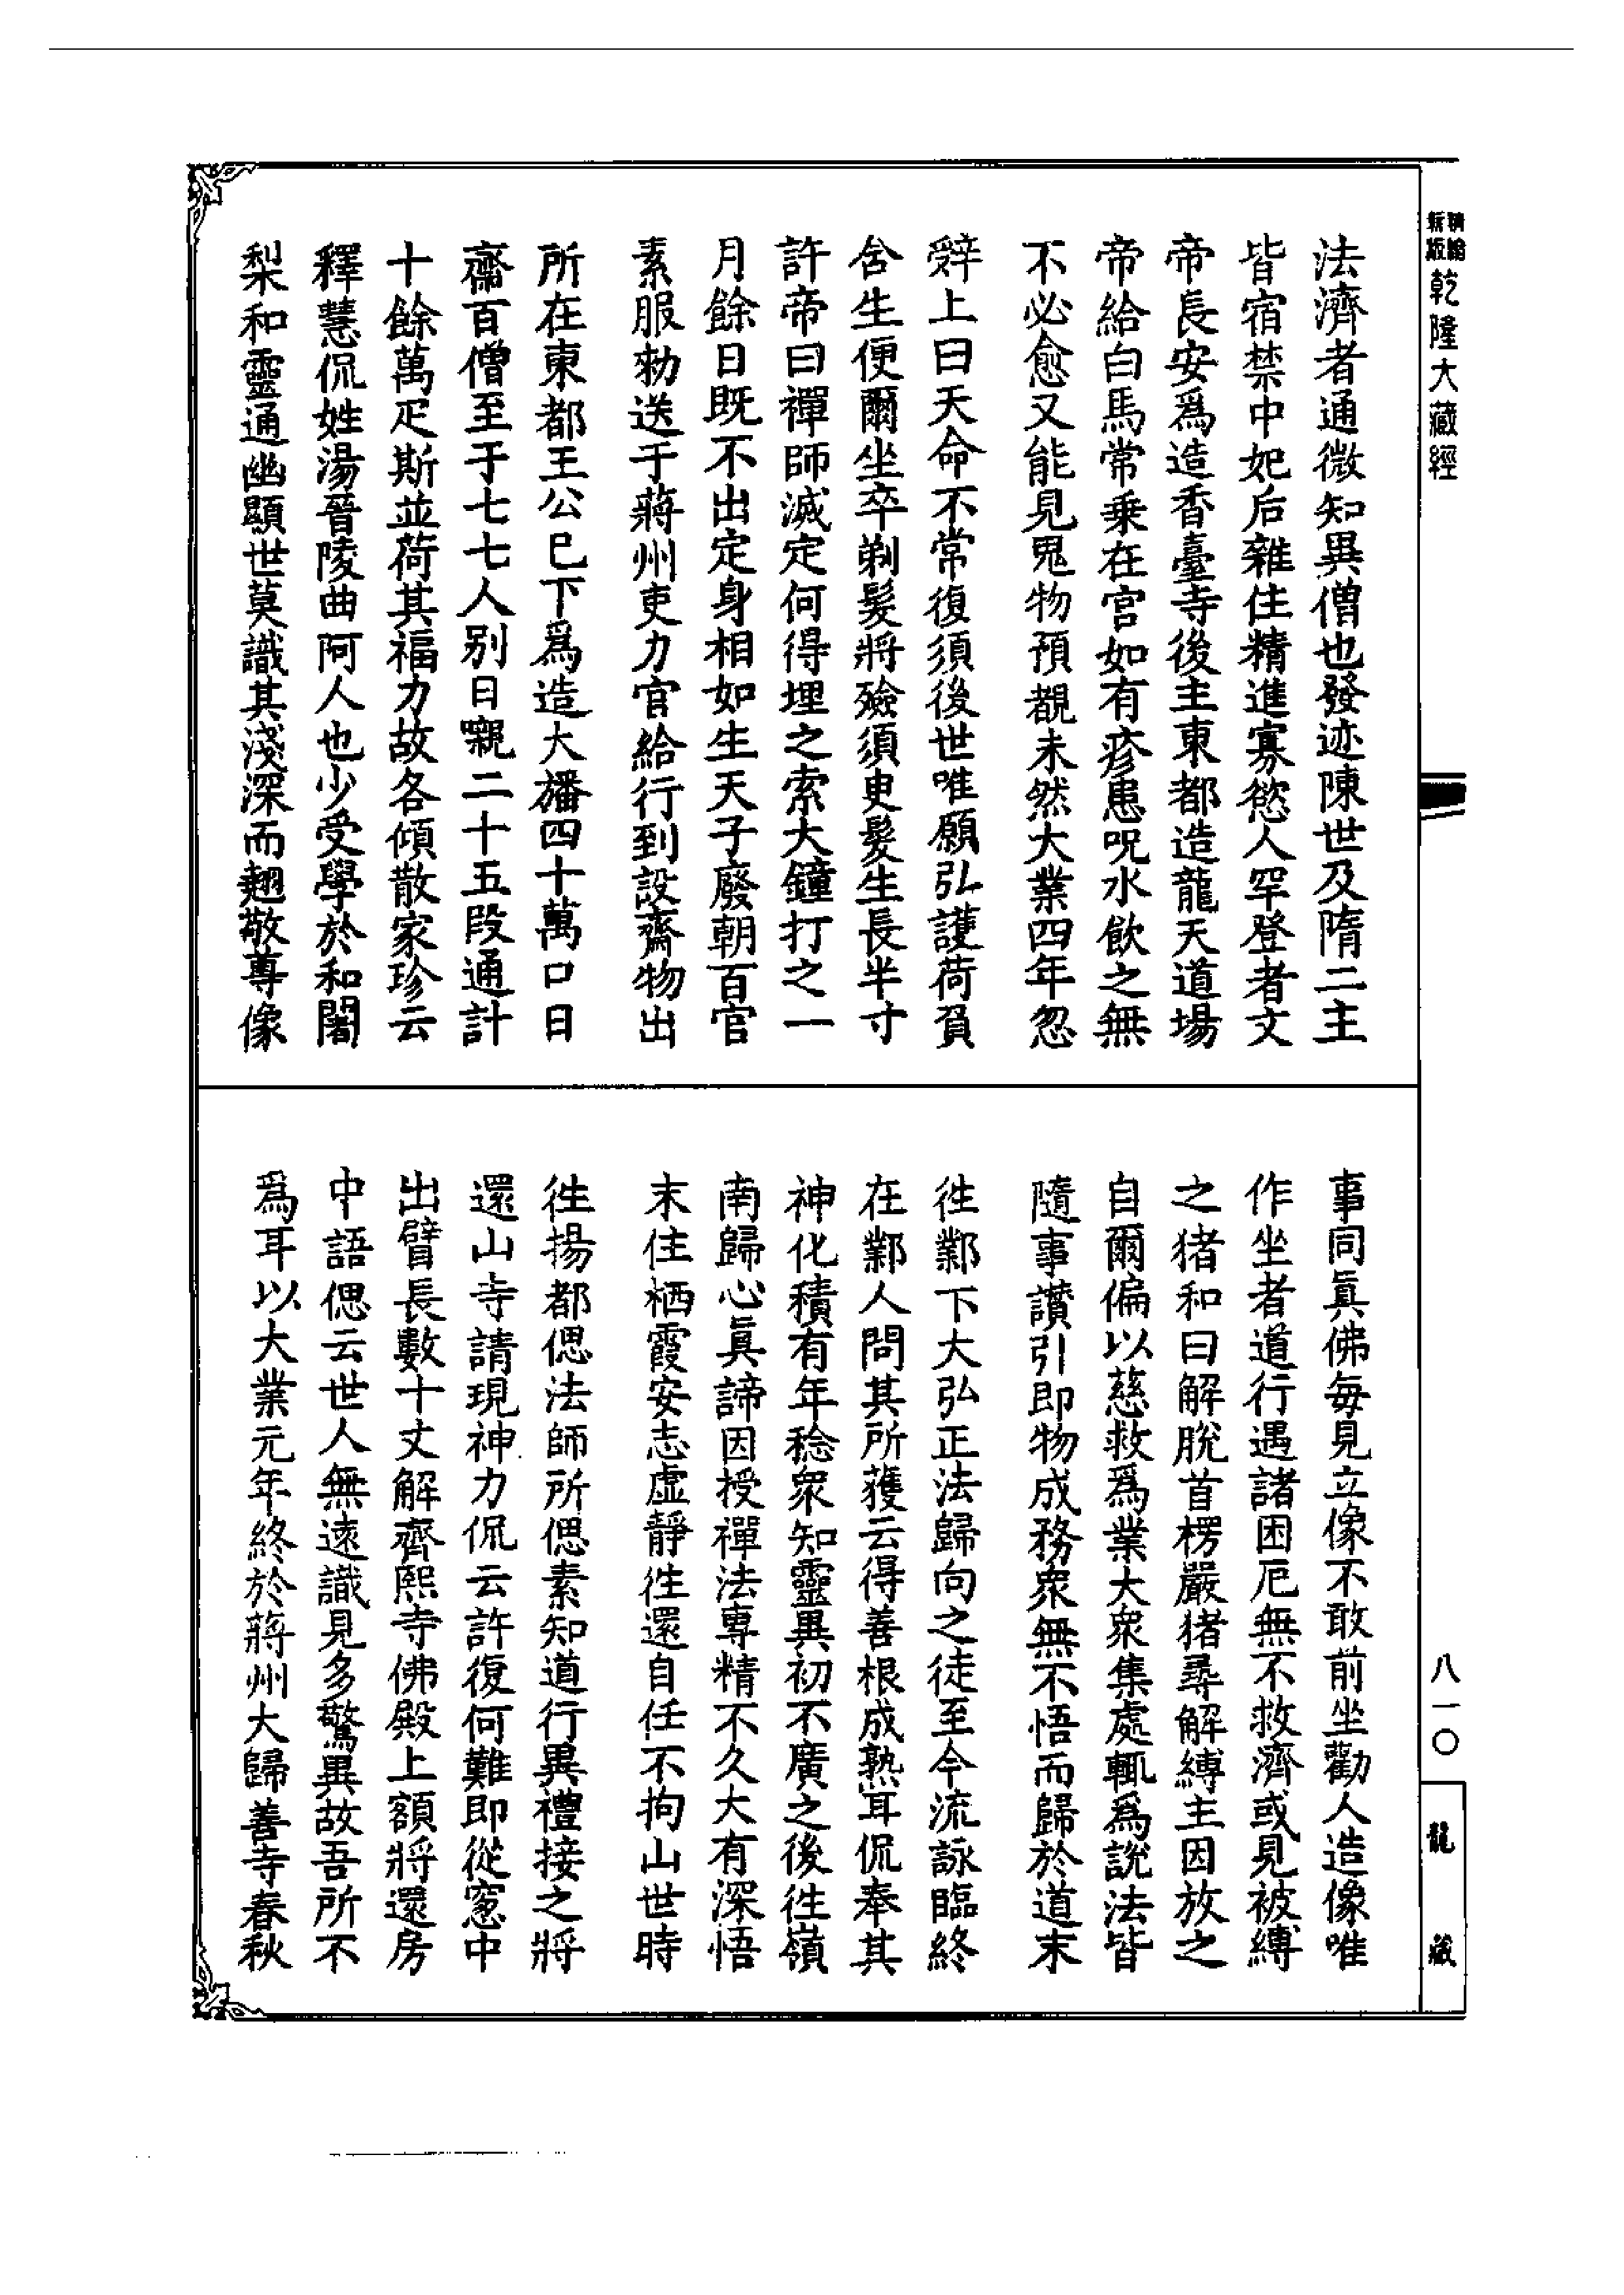 精繪
新版
乾隆大藏經
法濟者通微知異僧也發迹陳世及隋二主
皆宿禁中妃后雜住精進寡慾人罕登者文
帝長安爲造香臺寺後主東都造龍天道場
帝給白馬常乗在宫如有疹患呪水飲之無
不必愈又能見鬼物預覩未然大業四年忽
辤上曰天命不常復須後世唯願弘護荷負
含生便爾坐卒剃髮將殮須㬰髮生長半寸
許帝曰禪師滅定何得埋之索大鐘打之一
月餘日既不出定身相如生天子廢朝百官
素服勑送于蔣州吏力官給行到設齋物出
所在東都王公已下爲造大旛四十萬口日
齋百僧至于七七人别日嚫二十五段通計
十餘萬疋斯並荷其福力故各傾散家珍云
釋慧侃姓湯晉陵曲阿人也少受學於和闍
梨和靈通幽顯世莫識其淺深而翹敬尊像
事同眞佛每見立像不敢前坐勸人造像唯
作坐者道行遇諸困厄無不救濟或見被縛
之猪和曰解脫首楞嚴猪尋解縛主因放之
自爾偏以慈救爲業大衆集處輒爲説法皆
隨事讃引即物成務衆無不悟而歸於道末
徃鄴下大弘正法歸向之徒至今流詠臨終
在鄴人問其所獲云得善根成熟耳侃奉其
神化積有年稔衆知靈異初不廣之後徃嶺
南歸心眞諦因授禪法專精不久大有深悟
末住栖霞安志虛靜徃還自任不拘山世時
徃揚都偲法師所偲素知道行異禮接之將
還山寺請現神力侃云許復何難即從窻中
出臂長數十丈解齊熙寺佛殿上額將還房
中語偲云世人無遠識見多驚異故吾所不
爲耳以大業元年終於蔣州大歸善寺春秋
八一〇
龍藏